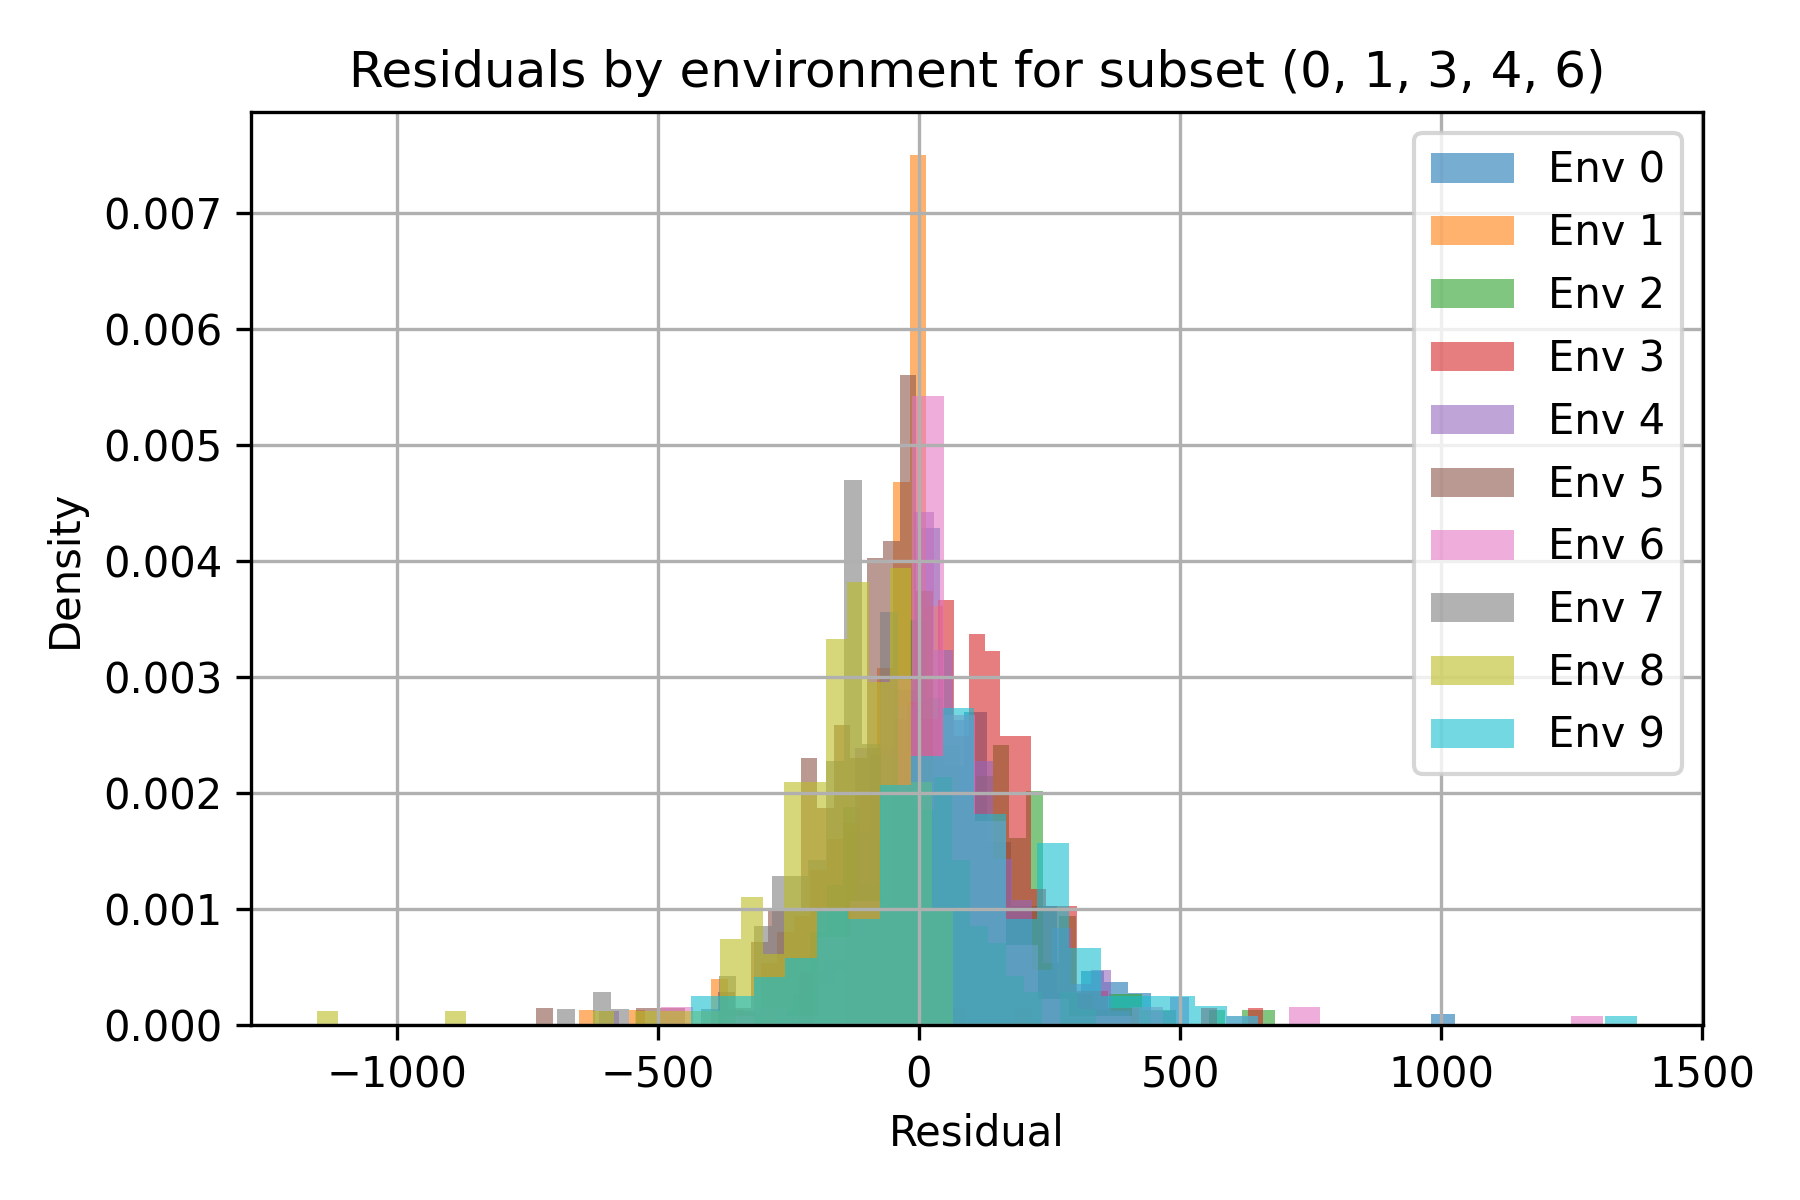 Residuals by environment for subset (0, 1, 3, 4, 6)
Density
0.007
0.006
0.005
0.004
0.003
0.002
0.001
0.000
Env 0
Env 1
Env 2
Env 3
Env 4
Env 5
Env 6
Env 7
Env 8
Env 9
−1000 −500 0 500 1000 1500
Residual